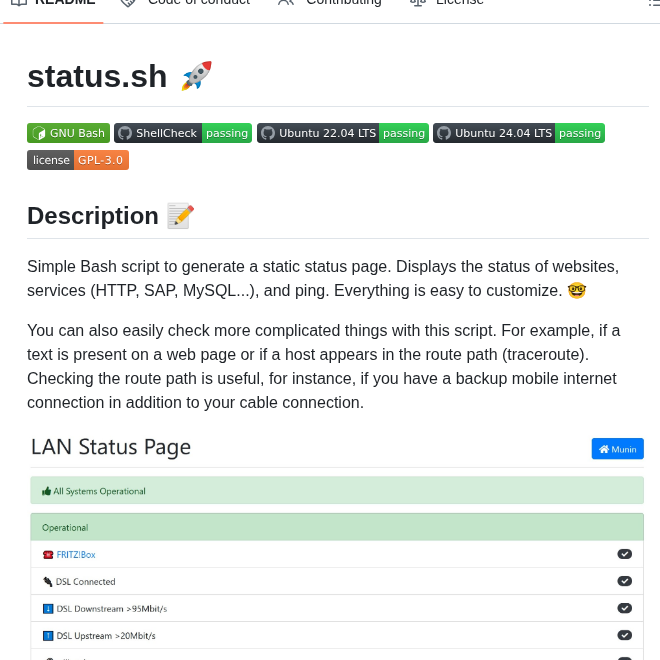 README Code of conduct Contributing License
status.sh 🚀
GNU Bash ShellCheck passing Ubuntu 22.04 LTS passing Ubuntu 24.04 LTS passing
license GPL-3.0
Description 📝
Simple Bash script to generate a static status page. Displays the status of websites,
services (HTTP, SAP, MySQL...), and ping. Everything is easy to customize. 🤓
You can also easily check more complicated things with this script. For example, if a
text is present on a web page or if a host appears in the route path (traceroute).
Checking the route path is useful, for instance, if you have a backup mobile internet
connection in addition to your cable connection.
LAN Status Page Munin
All Systems Operational
Operational
FRITZ!Box
DSL Connected
DSL Downstream >95Mbit/s
DSL Upstream >20Mbit/s